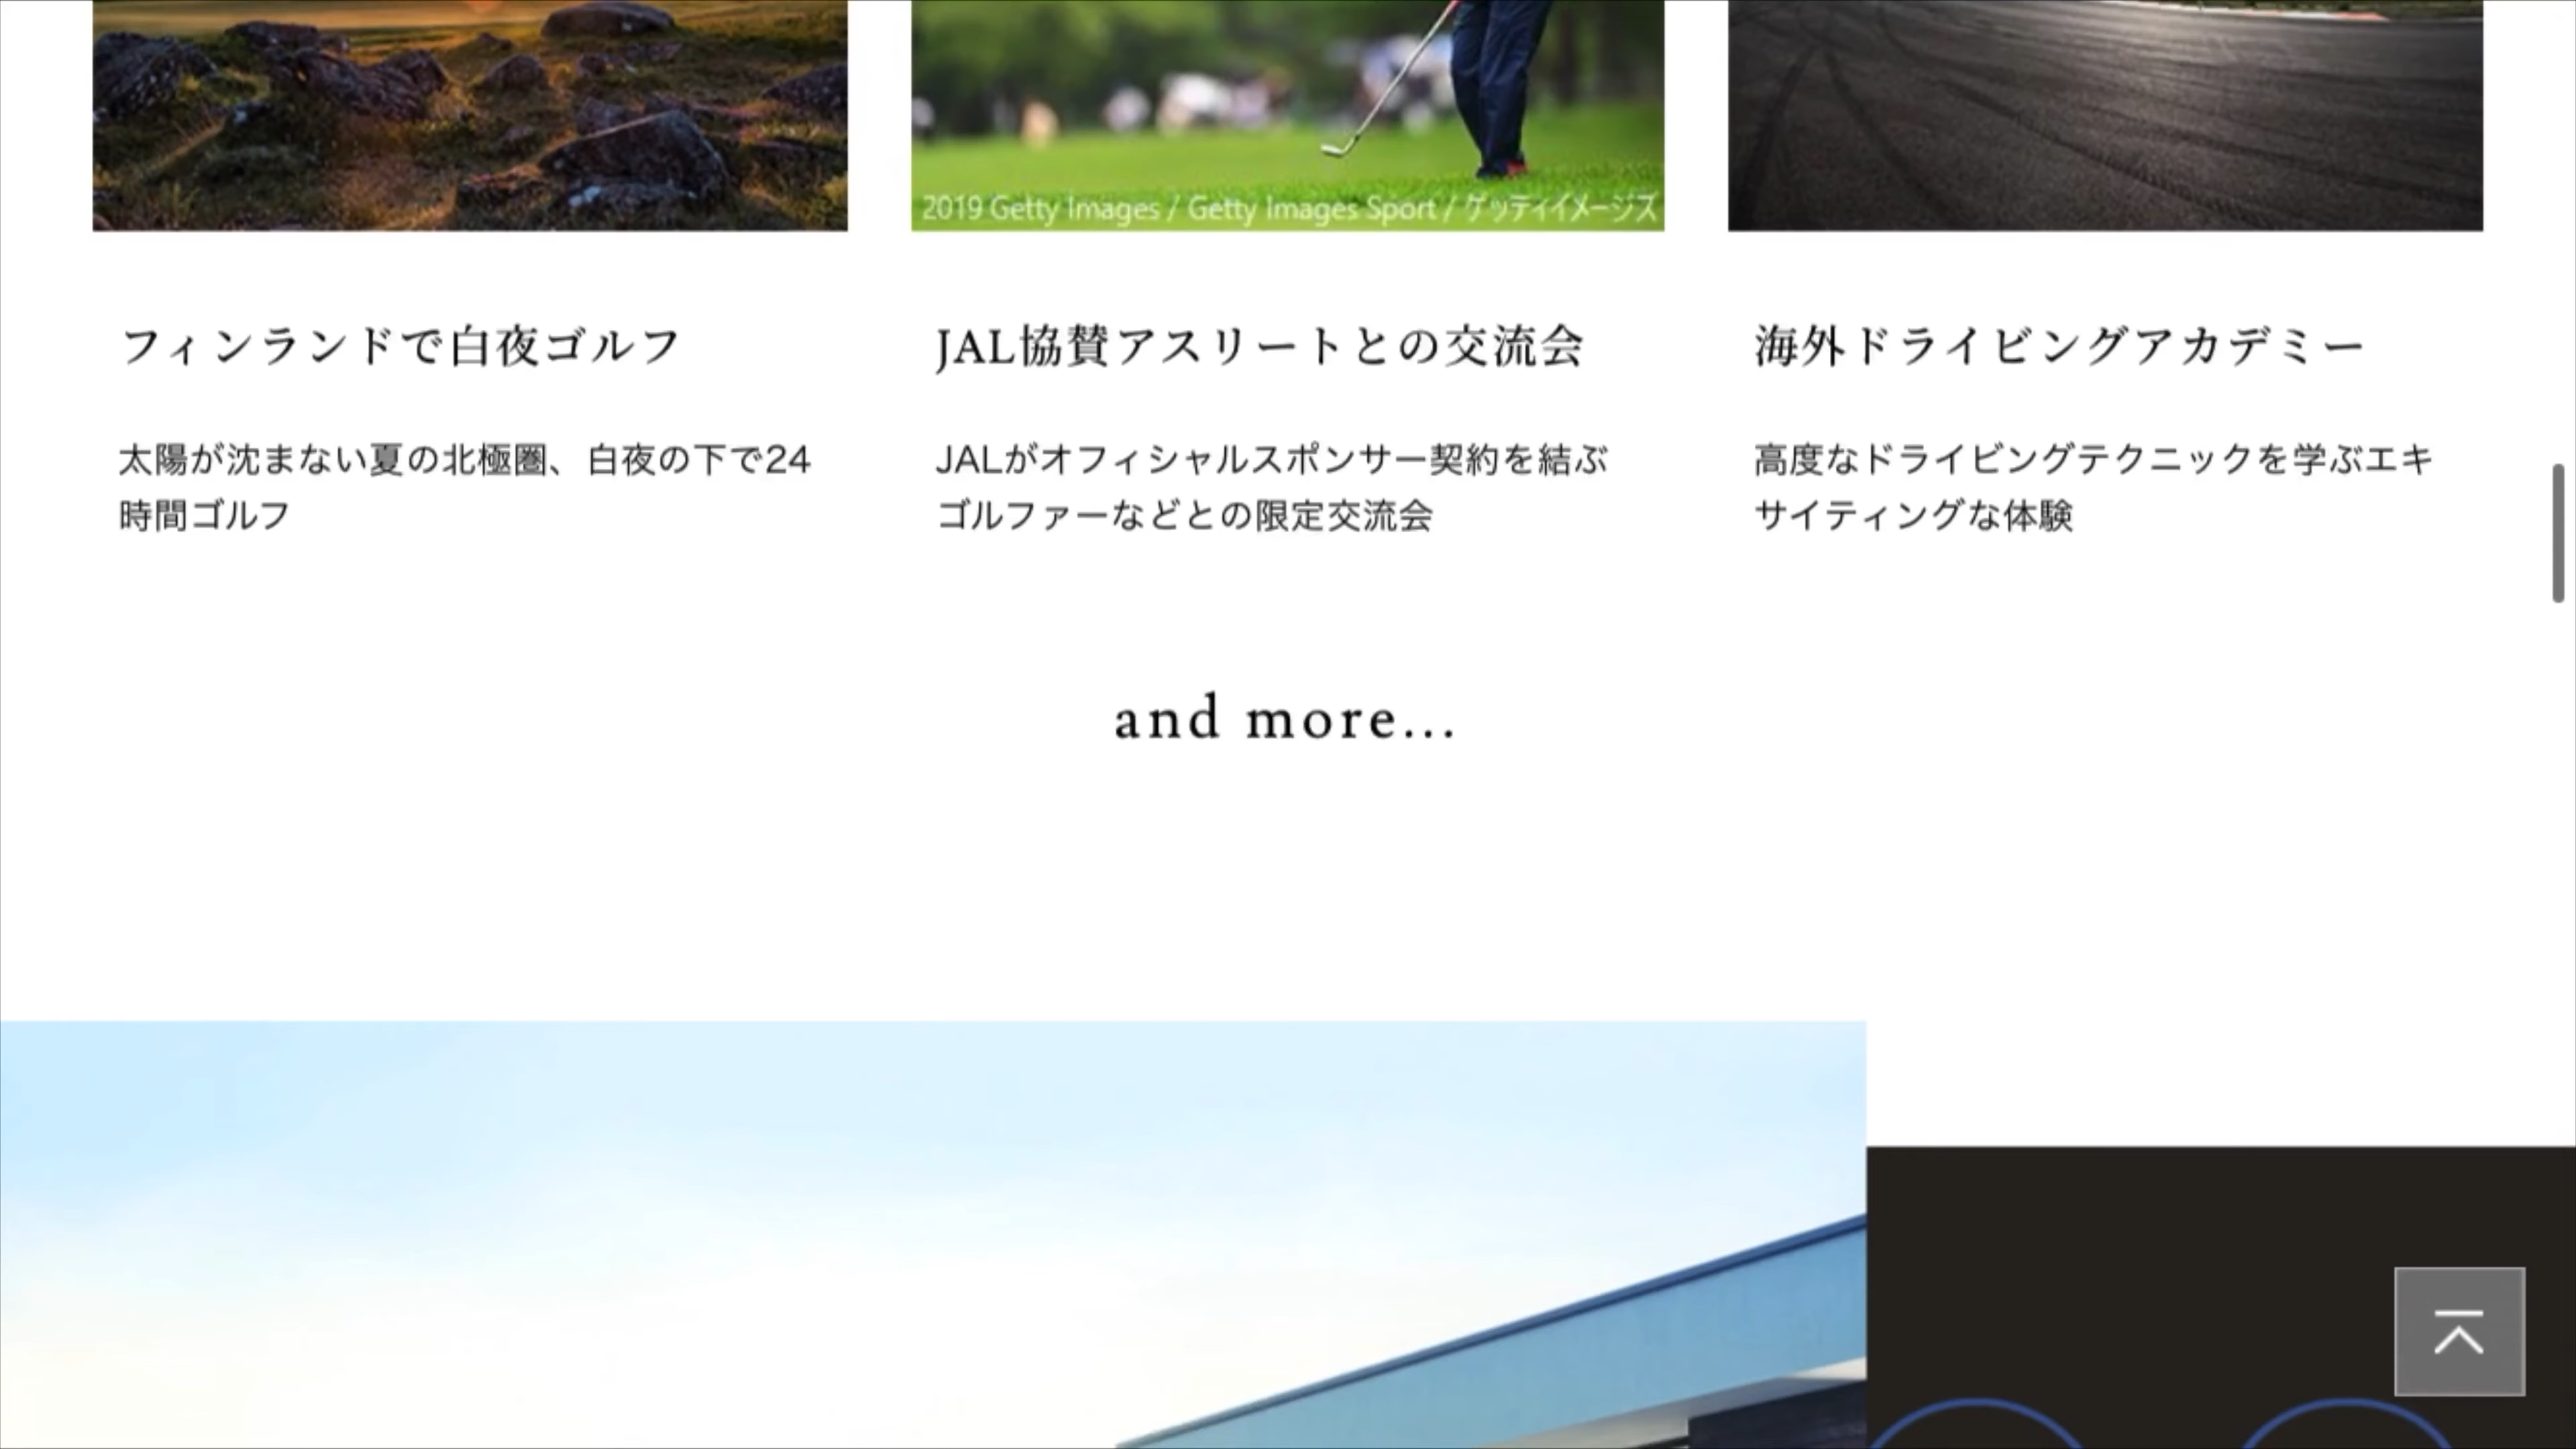 2019 Getty Images / Getty Images Sport / ゲッティイメージズ
フィンランドで白夜ゴルフ
太陽が沈まない夏の北極圏、白夜の下で24
時間ゴルフ
JAL協賛アスリートとの交流会
JALがオフィシャルスポンサー契約を結ぶ
ゴルファーなどとの限定交流会
海外ドライビングアカデミー
高度なドライビングテクニックを学ぶエキ
サイティングな体験
and more...